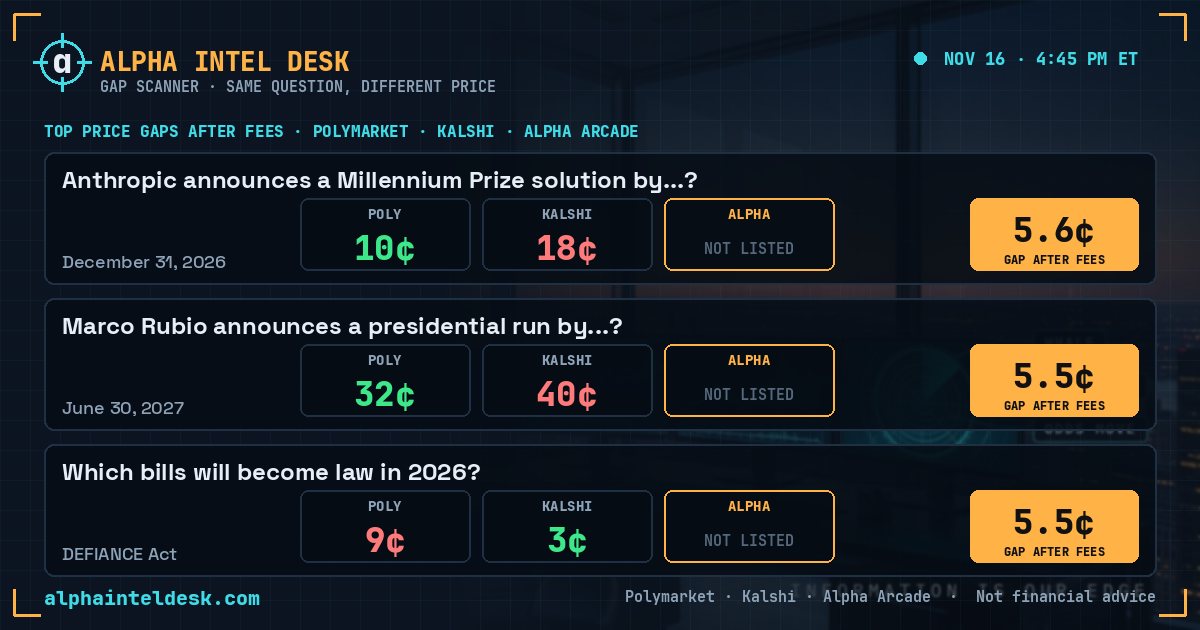 α
ALPHA INTEL DESK
GAP SCANNER · SAME QUESTION, DIFFERENT PRICE
NOV 16 · 4:45 PM ET
TOP PRICE GAPS AFTER FEES · POLYMARKET · KALSHI · ALPHA ARCADE
Anthropic announces a Millennium Prize solution by...?
December 31, 2026
POLY
10¢
KALSHI
18¢
ALPHA
NOT LISTED
5.6¢
GAP AFTER FEES
Marco Rubio announces a presidential run by...?
June 30, 2027
POLY
32¢
KALSHI
40¢
ALPHA
NOT LISTED
5.5¢
GAP AFTER FEES
Which bills will become law in 2026?
DEFIANCE Act
POLY
9¢
KALSHI
3¢
ALPHA
NOT LISTED
5.5¢
GAP AFTER FEES
INFORMATION IS OUR EDGE
alphainteldesk.com
Polymarket · Kalshi · Alpha Arcade · Not financial advice